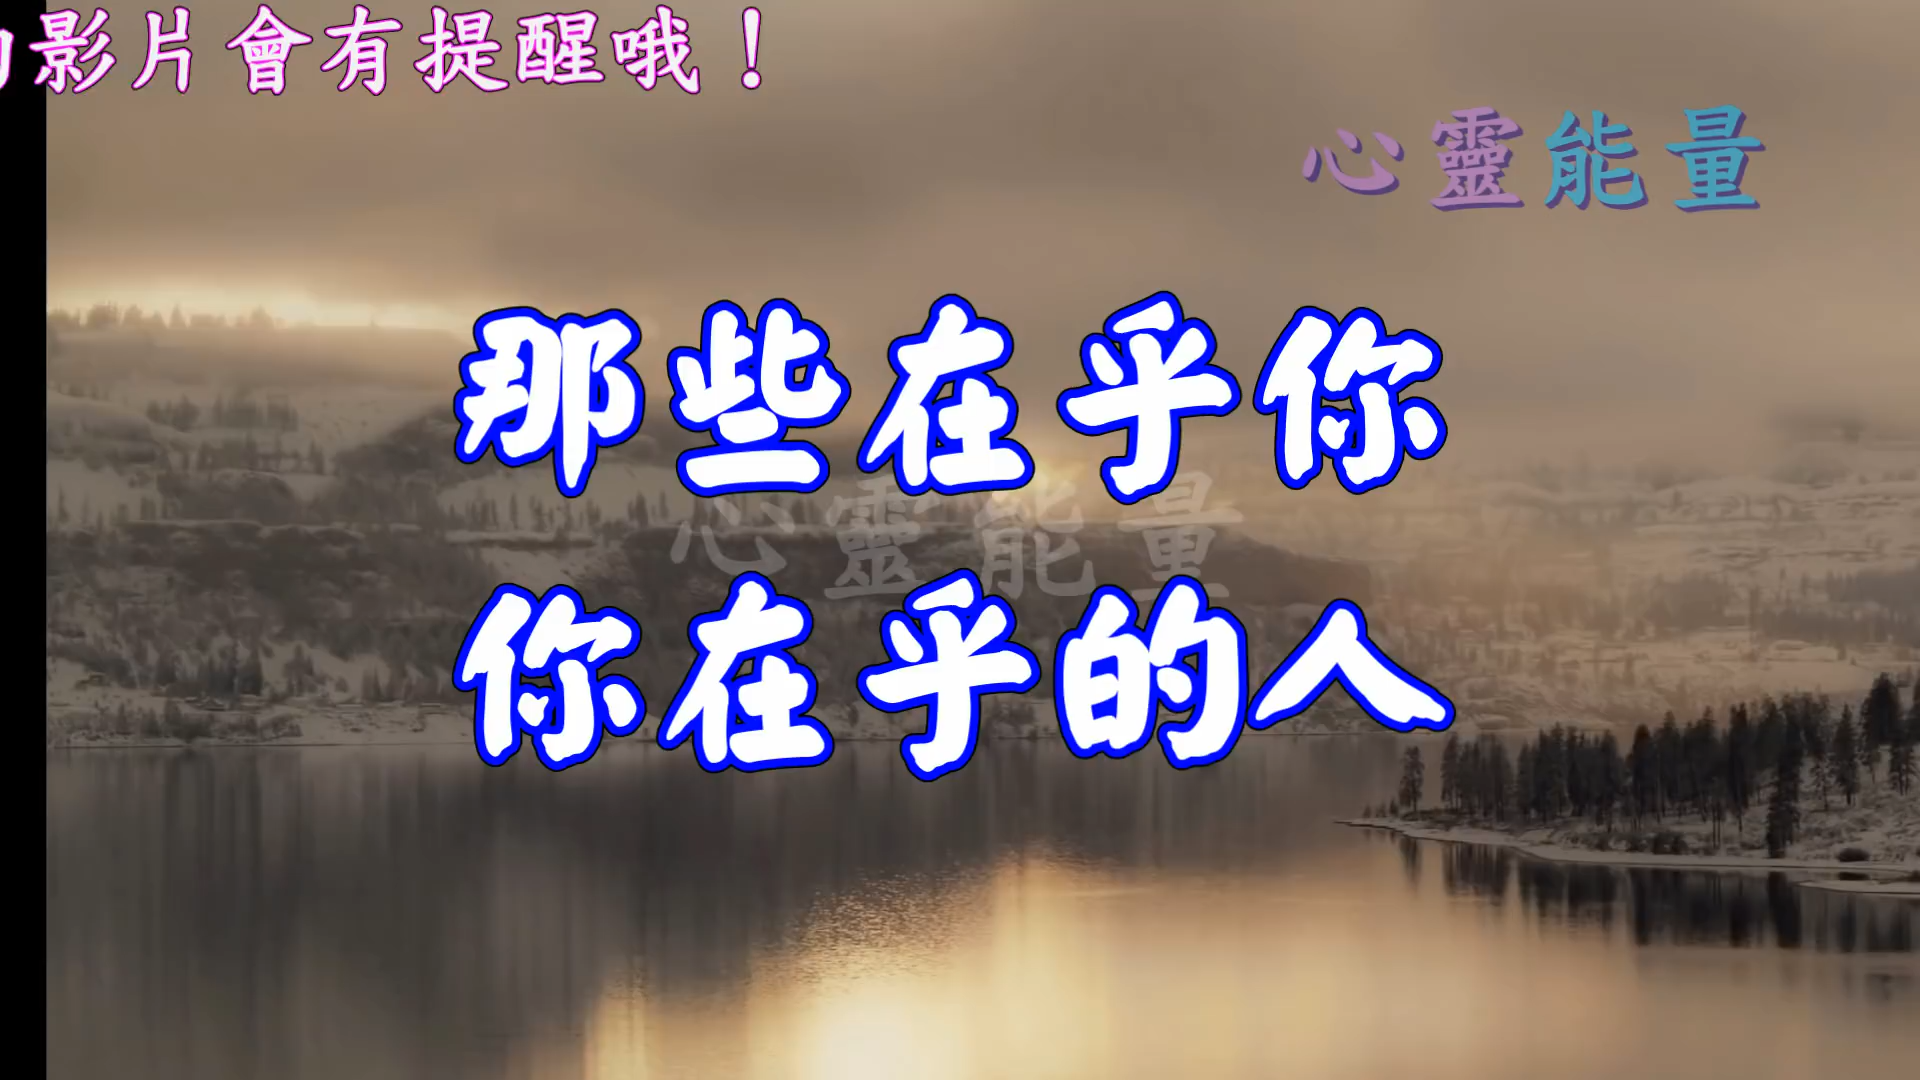 影片會有提醒哦！
心靈能量
那些在乎你
心靈能量
你在乎的人